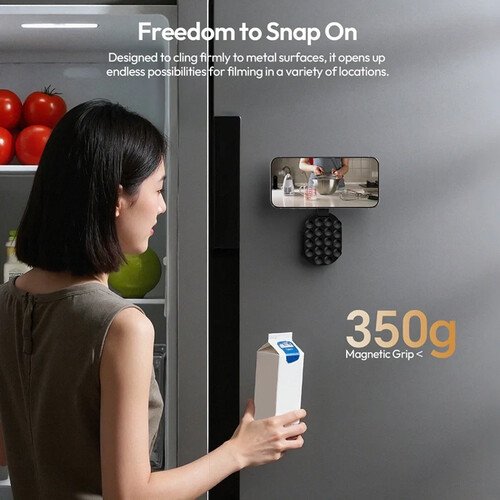 Freedom to Snap On
Designed to cling firmly to metal surfaces, it opens up
endless possibilities for filming in a variety of locations.
350g
Magnetic Grip <